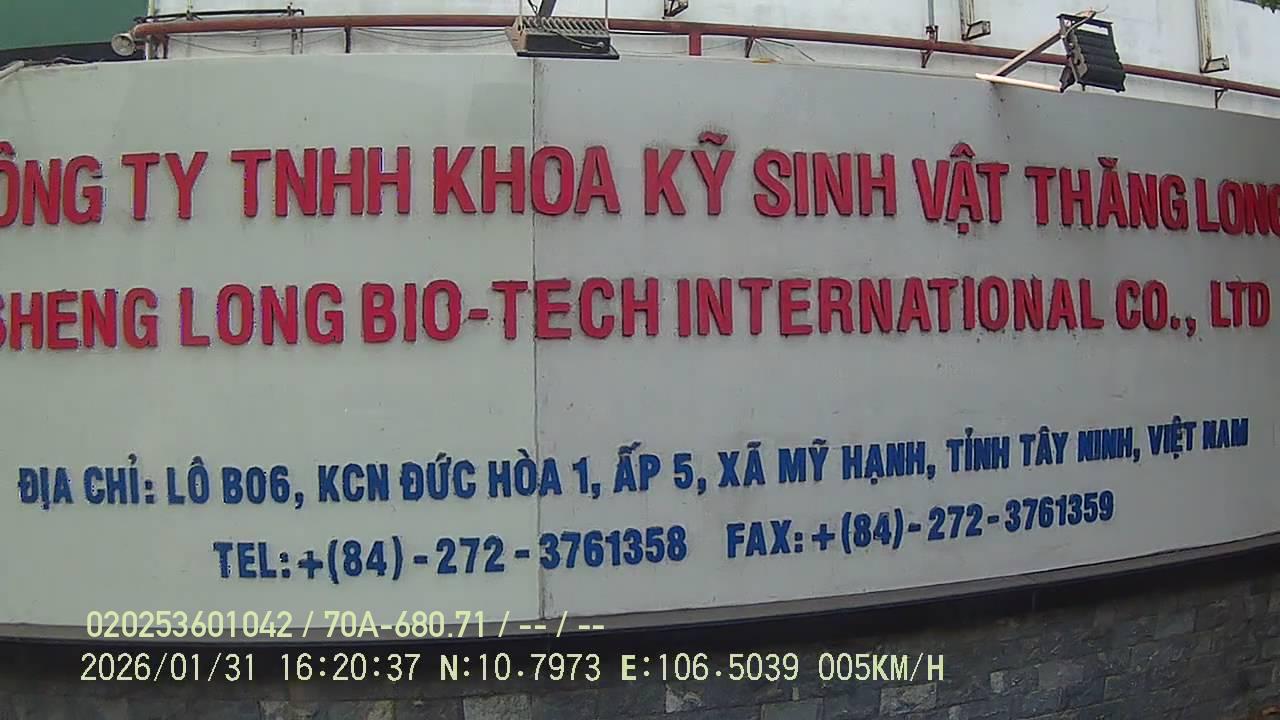 ÔNG TY TNHH KHOA KỸ SINH VẬT THĂNG LONG
SHENG LONG BIO-TECH INTERNATIONAL CO., LTD
ĐỊA CHỈ: LÔ B06, KCN ĐỨC HÒA 1, ẤP 5, XÃ MỸ HẠNH, TỈNH TÂY NINH, VIỆT NAM
TEL: +(84) - 272 - 3761358 FAX: +(84) - 272 - 3761359
020253601042 / 70A-680.71 / -- / --
2026/01/31 16:20:37 N:10.7973 E:106.5039 005KM/H